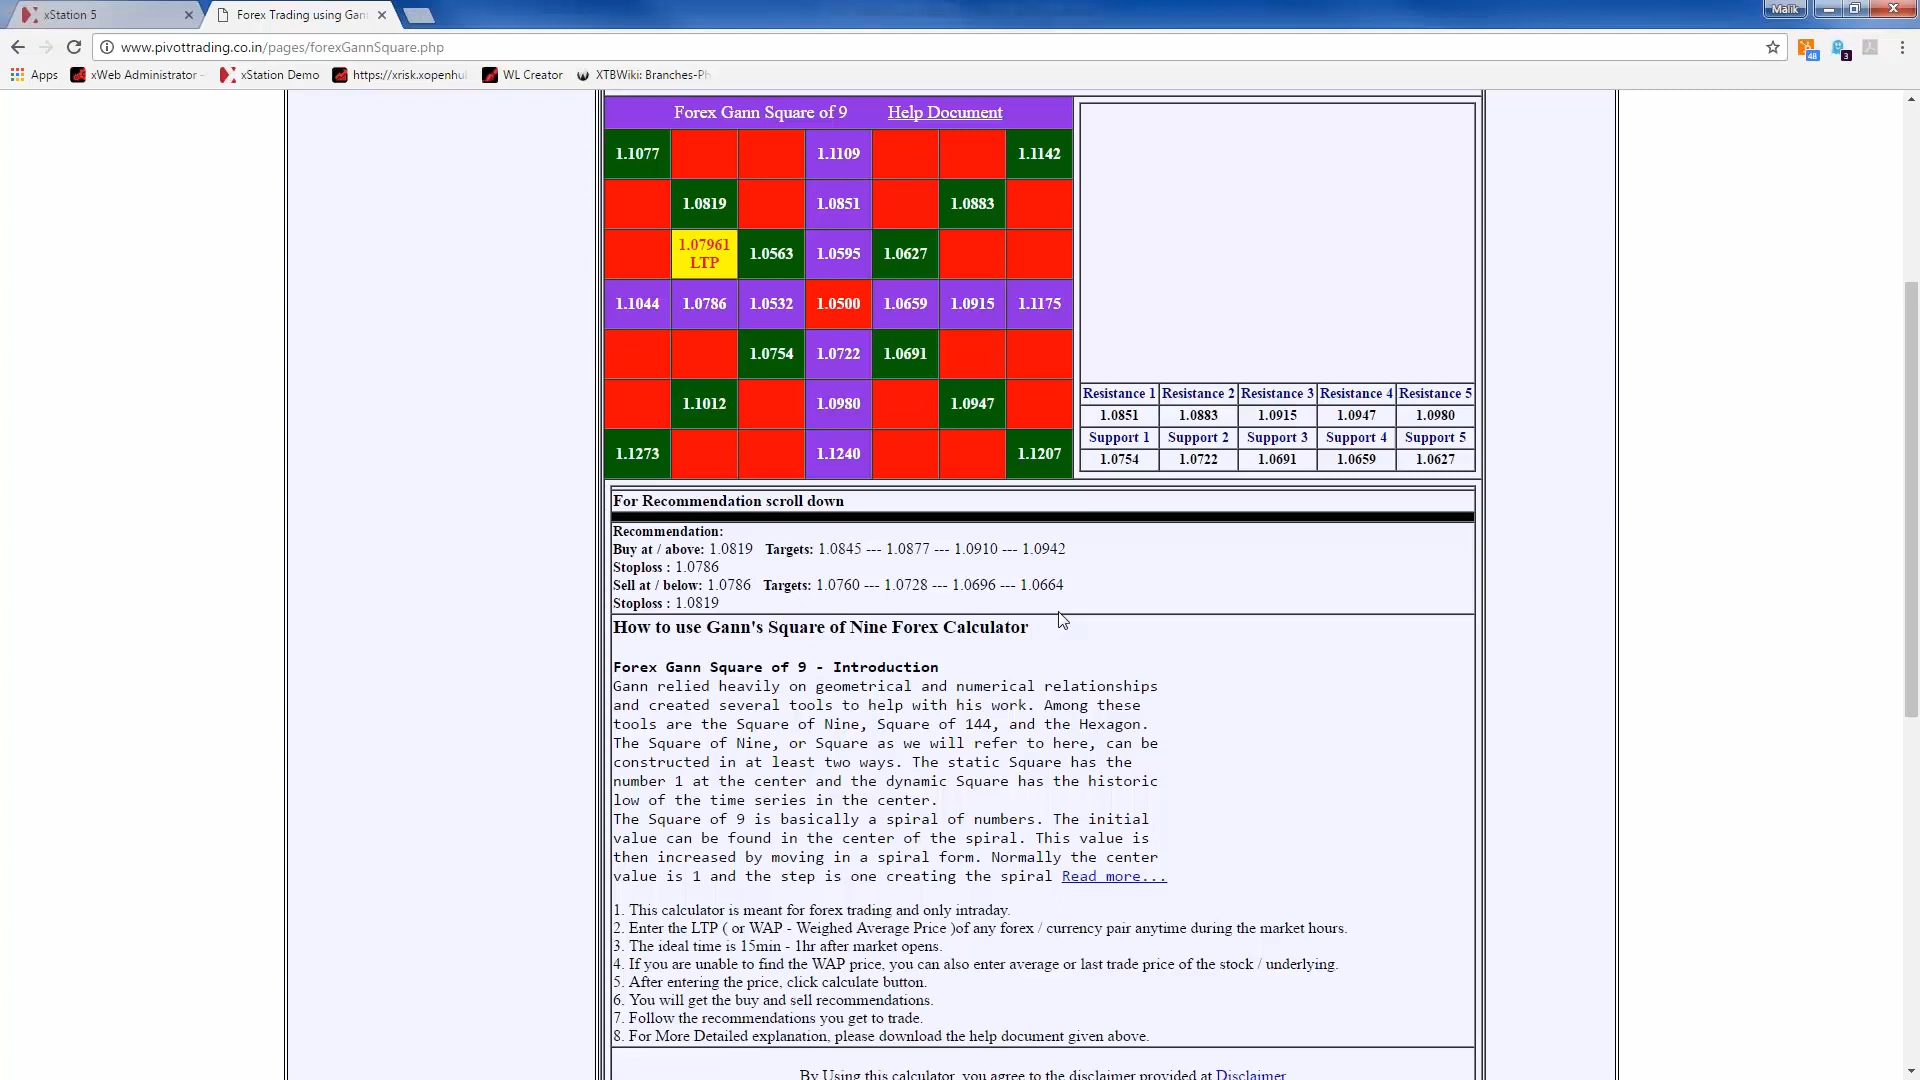 xStation 5
Forex Trading using Gan
Malik
www.pivottrading.co.in/pages/forexGannSquare.php
48
3
Apps
xWeb Administrator -
xStation Demo
https://xrisk.xopenhul
WL Creator
XTBWiki: Branches-Ph
Forex Gann Square of 9 Help Document
1.1077 1.1109 1.1142
1.0819 1.0851 1.0883
1.07961
LTP
1.0563 1.0595 1.0627
1.1044 1.0786 1.0532 1.0500 1.0659 1.0915 1.1175
1.0754 1.0722 1.0691
1.1012 1.0980 1.0947
1.1273 1.1240 1.1207
Resistance 1 Resistance 2 Resistance 3 Resistance 4 Resistance 5
1.0851 1.0883 1.0915 1.0947 1.0980
Support 1 Support 2 Support 3 Support 4 Support 5
1.0754 1.0722 1.0691 1.0659 1.0627
For Recommendation scroll down
Recommendation:
Buy at / above: 1.0819 Targets: 1.0845 --- 1.0877 --- 1.0910 --- 1.0942
Stoploss : 1.0786
Sell at / below: 1.0786 Targets: 1.0760 --- 1.0728 --- 1.0696 --- 1.0664
Stoploss : 1.0819
How to use Gann's Square of Nine Forex Calculator
Forex Gann Square of 9 - Introduction
Gann relied heavily on geometrical and numerical relationships
and created several tools to help with his work. Among these
tools are the Square of Nine, Square of 144, and the Hexagon.
The Square of Nine, or Square as we will refer to here, can be
constructed in at least two ways. The static Square has the
number 1 at the center and the dynamic Square has the historic
low of the time series in the center.
The Square of 9 is basically a spiral of numbers. The initial
value can be found in the center of the spiral. This value is
then increased by moving in a spiral form. Normally the center
value is 1 and the step is one creating the spiral Read more...
1. This calculator is meant for forex trading and only intraday.
2. Enter the LTP ( or WAP - Weighed Average Price )of any forex / currency pair anytime during the market hours.
3. The ideal time is 15min - 1hr after market opens.
4. If you are unable to find the WAP price, you can also enter average or last trade price of the stock / underlying.
5. After entering the price, click calculate button.
6. You will get the buy and sell recommendations.
7. Follow the recommendations you get to trade.
8. For More Detailed explanation, please download the help document given above.
By Using this calculator, you agree to the disclaimer provided at Disclaimer